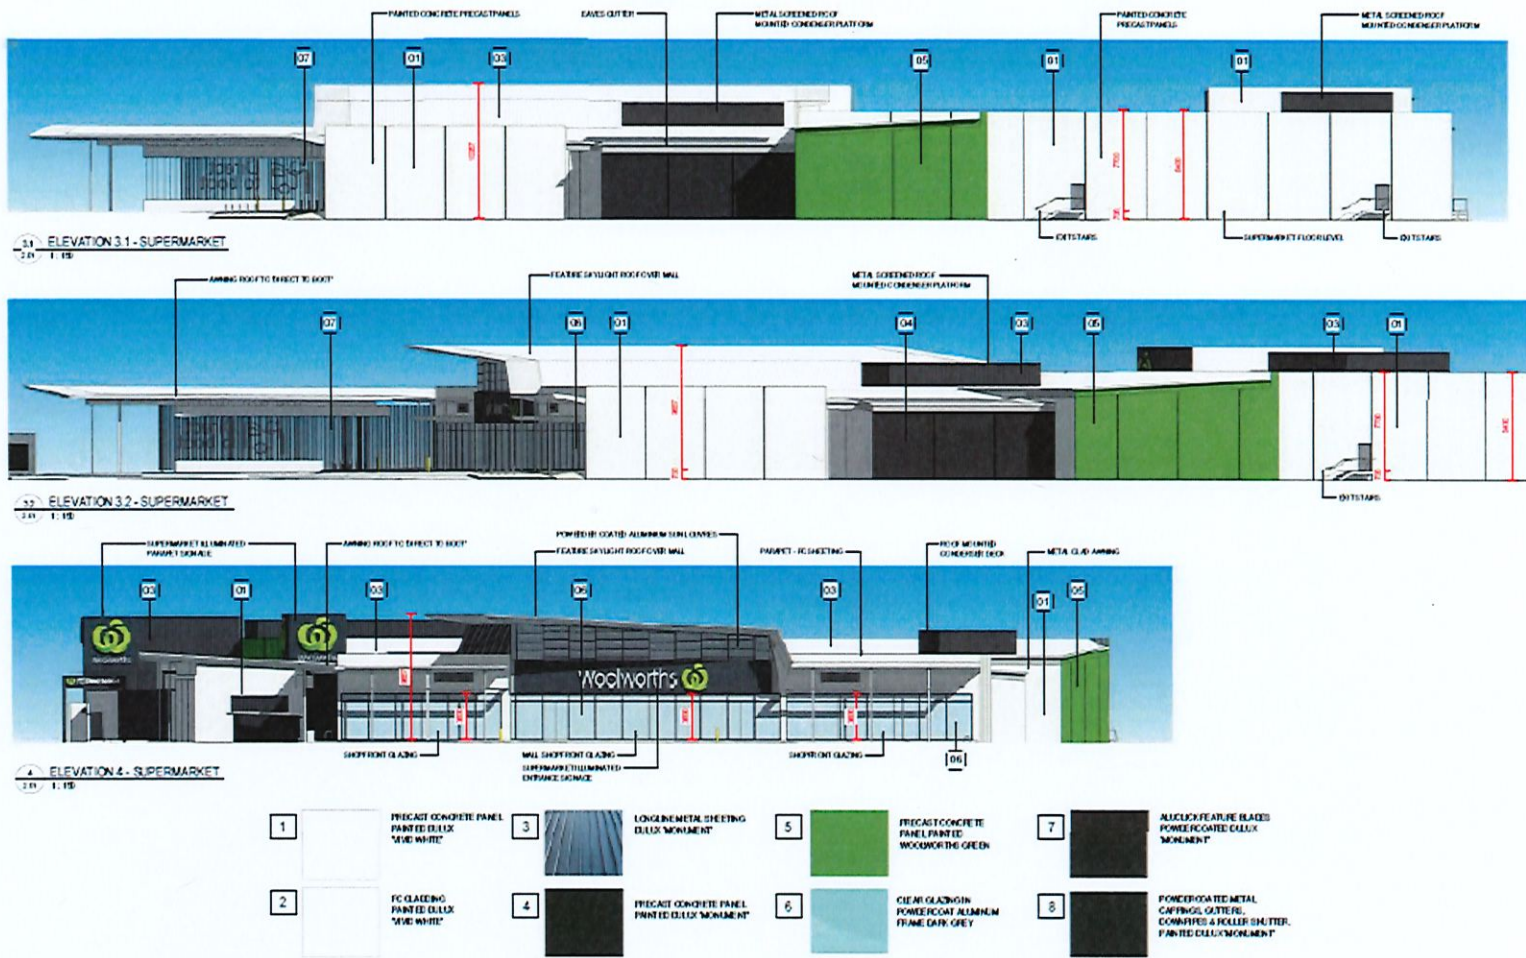 PAINTED CONCRETE PRECAST PANELS
EAVES GUTTER
METAL SCREENED ROOF
MOUNTED CONDENSER PLATFORM
PAINTED CONCRETE
PRECAST PANELS
METAL SCREENED ROOF
MOUNTED CONDENSER PLATFORM
07
01
03
05
01
01
7700
8400
EXIT STAIRS
SUPERMARKET FLOOR LEVEL
EXIT STAIRS
3.1
ELEVATION 3.1 - SUPERMARKET
AWNING ROOF TO 'DIRECT TO BOOT'
FEATURE SKYLIGHT ROOF OVER MALL
METAL SCREENED ROOF
MOUNTED CONDENSER PLATFORM
07
01
04
03
05
03
01
7700
EXIT STAIRS
ELEVATION 3.2 - SUPERMARKET
SUPERMARKET ILLUMINATED
PARAPET SIGNAGE
AWNING ROOF TO 'DIRECT TO BOOT'
POWDER COATED ALUMINIUM SUN LOUVRES
FEATURE SKYLIGHT ROOF OVER MALL
PARAPET - FC SHEETING
ROOF MOUNTED
CONDENSER DECK
METAL CLAD AWNING
03
01
03
06
03
01
05
Woolworths
SHOPFRONT GLAZING
MALL SHOPFRONT GLAZING
SUPERMARKET ILLUMINATED
ENTRANCE SIGNAGE
SHOPFRONT GLAZING
06
4
ELEVATION 4 - SUPERMARKET
1
PRECAST CONCRETE PANEL
PAINTED DULUX
'VIVID WHITE'
3
LONGLINE METAL SHEETING
DULUX 'MONUMENT'
5
PRECAST CONCRETE
PANEL PAINTED
WOOLWORTHS GREEN
7
ALUCLICK FEATURE BLADES
POWDERCOATED DULUX
'MONUMENT'
2
FC CLADDING
PAINTED DULUX
'VIVID WHITE'
4
PRECAST CONCRETE PANEL
PAINTED DULUX 'MONUMENT'
6
CLEAR GLAZING IN
POWDERCOAT ALUMINIUM
FRAME DARK GREY
8
POWDERCOATED METAL
CAPPINGS, GUTTERS,
DOWNPIPES & ROLLER SHUTTER.
PAINTED DULUX 'MONUMENT'